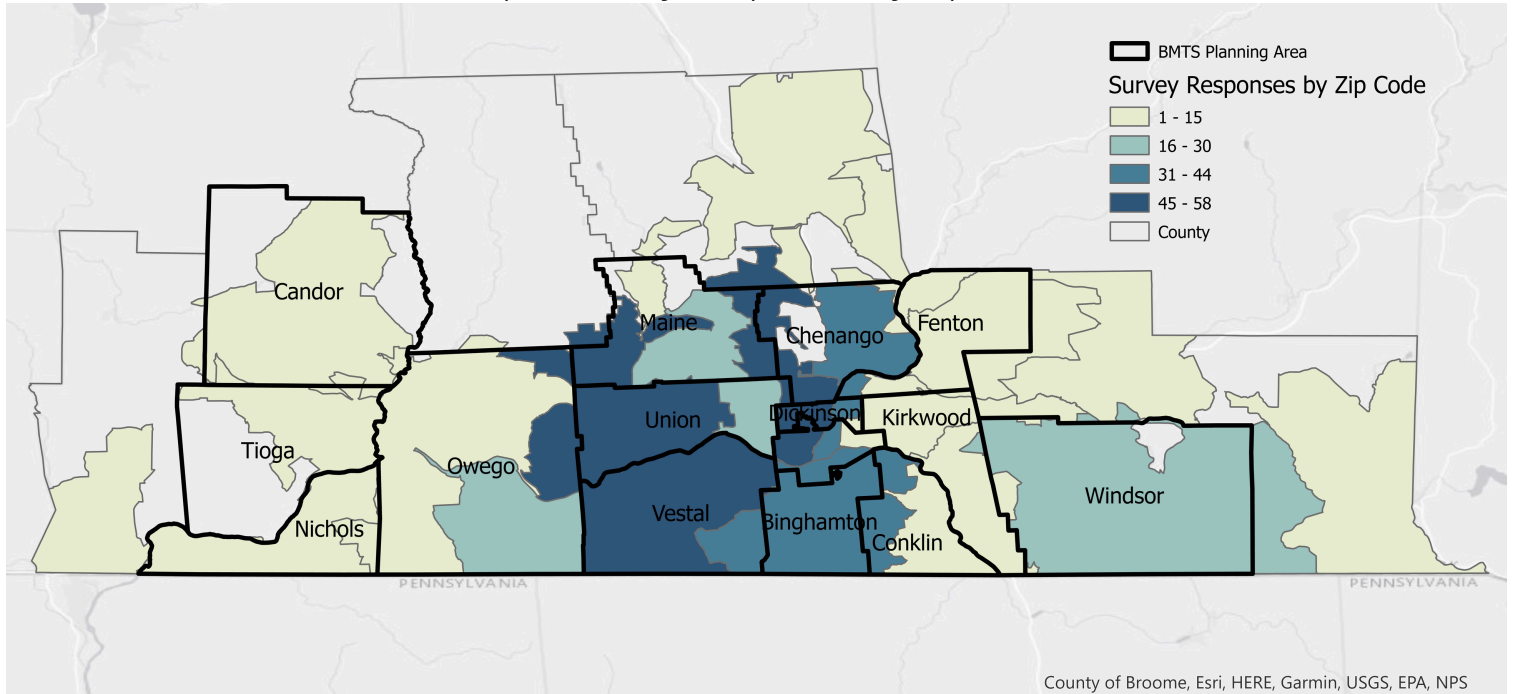 BMTS Planning Area
Survey Responses by Zip Code
1 - 15
16 - 30
31 - 44
45 - 58
County
Candor
Maine
Chenango
Fenton
Union
Dickinson
Kirkwood
Tioga
Owego
Windsor
Nichols
Vestal
Binghamton
Conklin
PENNSYLVANIA
PENNSYLVANIA
County of Broome, Esri, HERE, Garmin, USGS, EPA, NPS